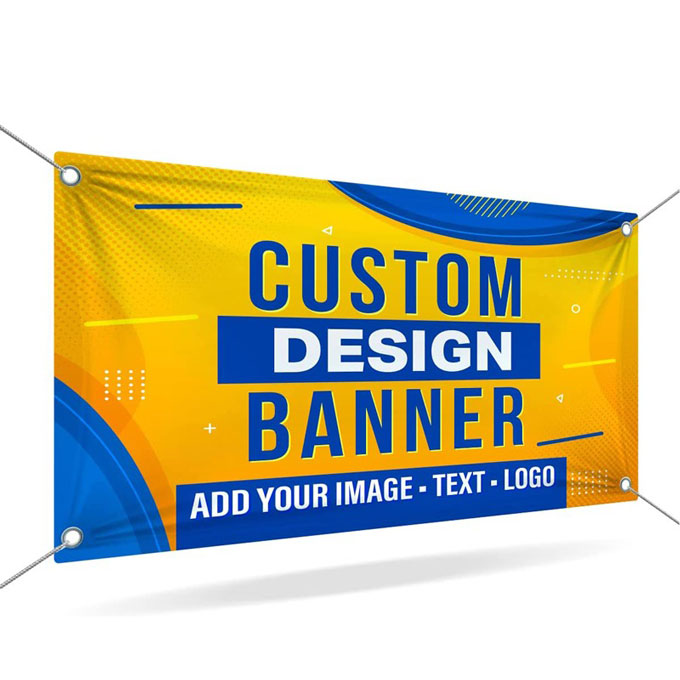 CUSTOM
DESIGN
BANNER
ADD YOUR IMAGE - TEXT - LOGO